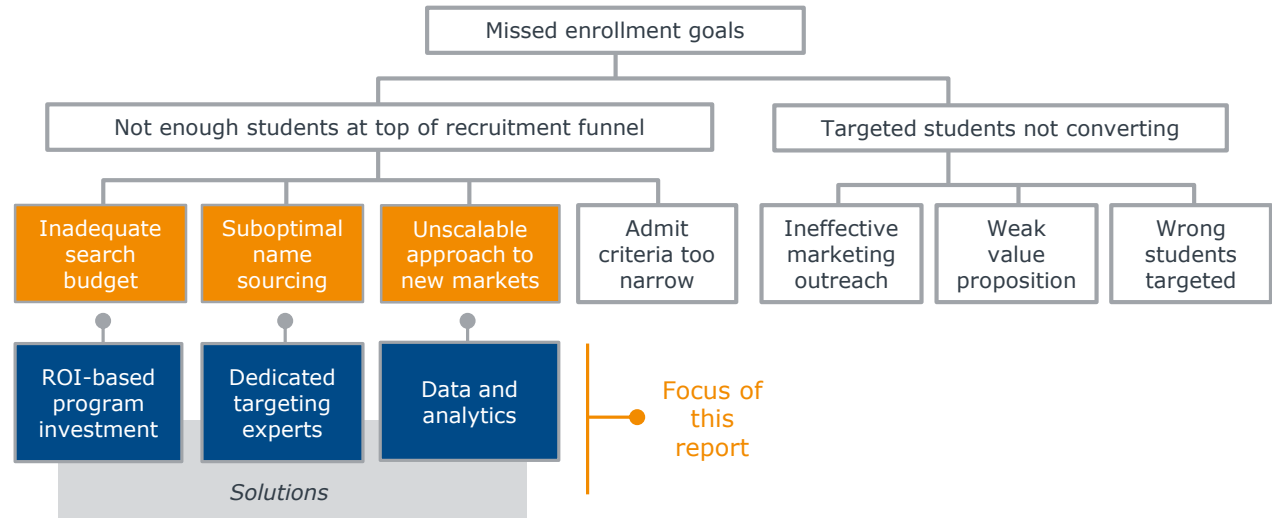 Missed enrollment goals
Not enough students at top of recruitment funnel
Targeted students not converting
Inadequate
search
budget
Suboptimal
name
sourcing
Unscalable
approach to
new markets
Admit
criteria too
narrow
Ineffective
marketing
outreach
Weak
value
proposition
Wrong
students
targeted
ROI-based
program
investment
Dedicated
targeting
experts
Data and
analytics
Focus of
this
report
Solutions